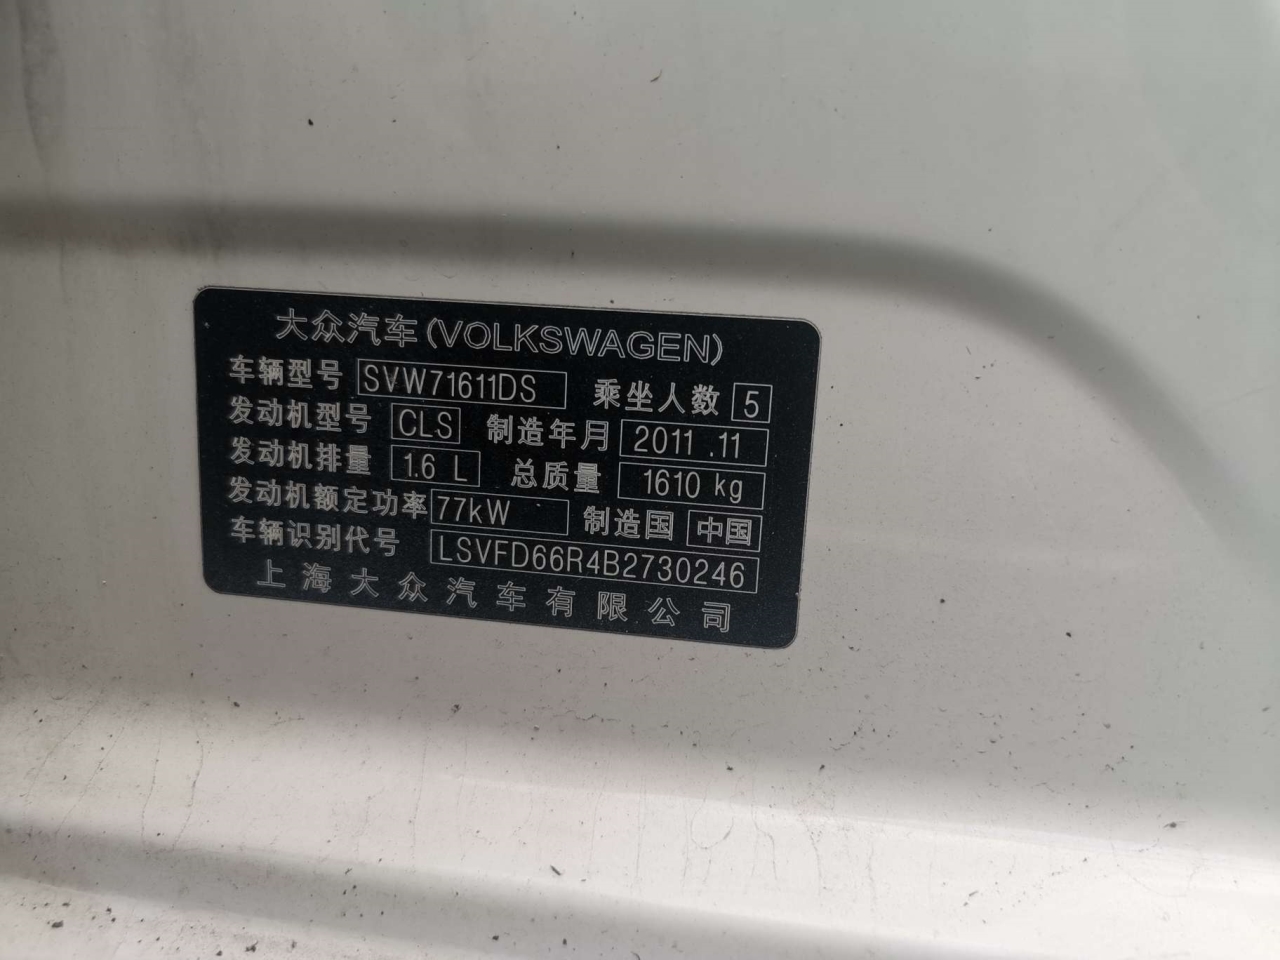 大众汽车(VOLKSWAGEN)
车辆型号 SVW71611DS 乘坐人数 5
发动机型号 CLS 制造年月 2011 .11
发动机排量 1.6 L 总质量 1610 kg
发动机额定功率 77kW 制造国 中国
车辆识别代号 LSVFD66R4B2730246
上海大众汽车有限公司